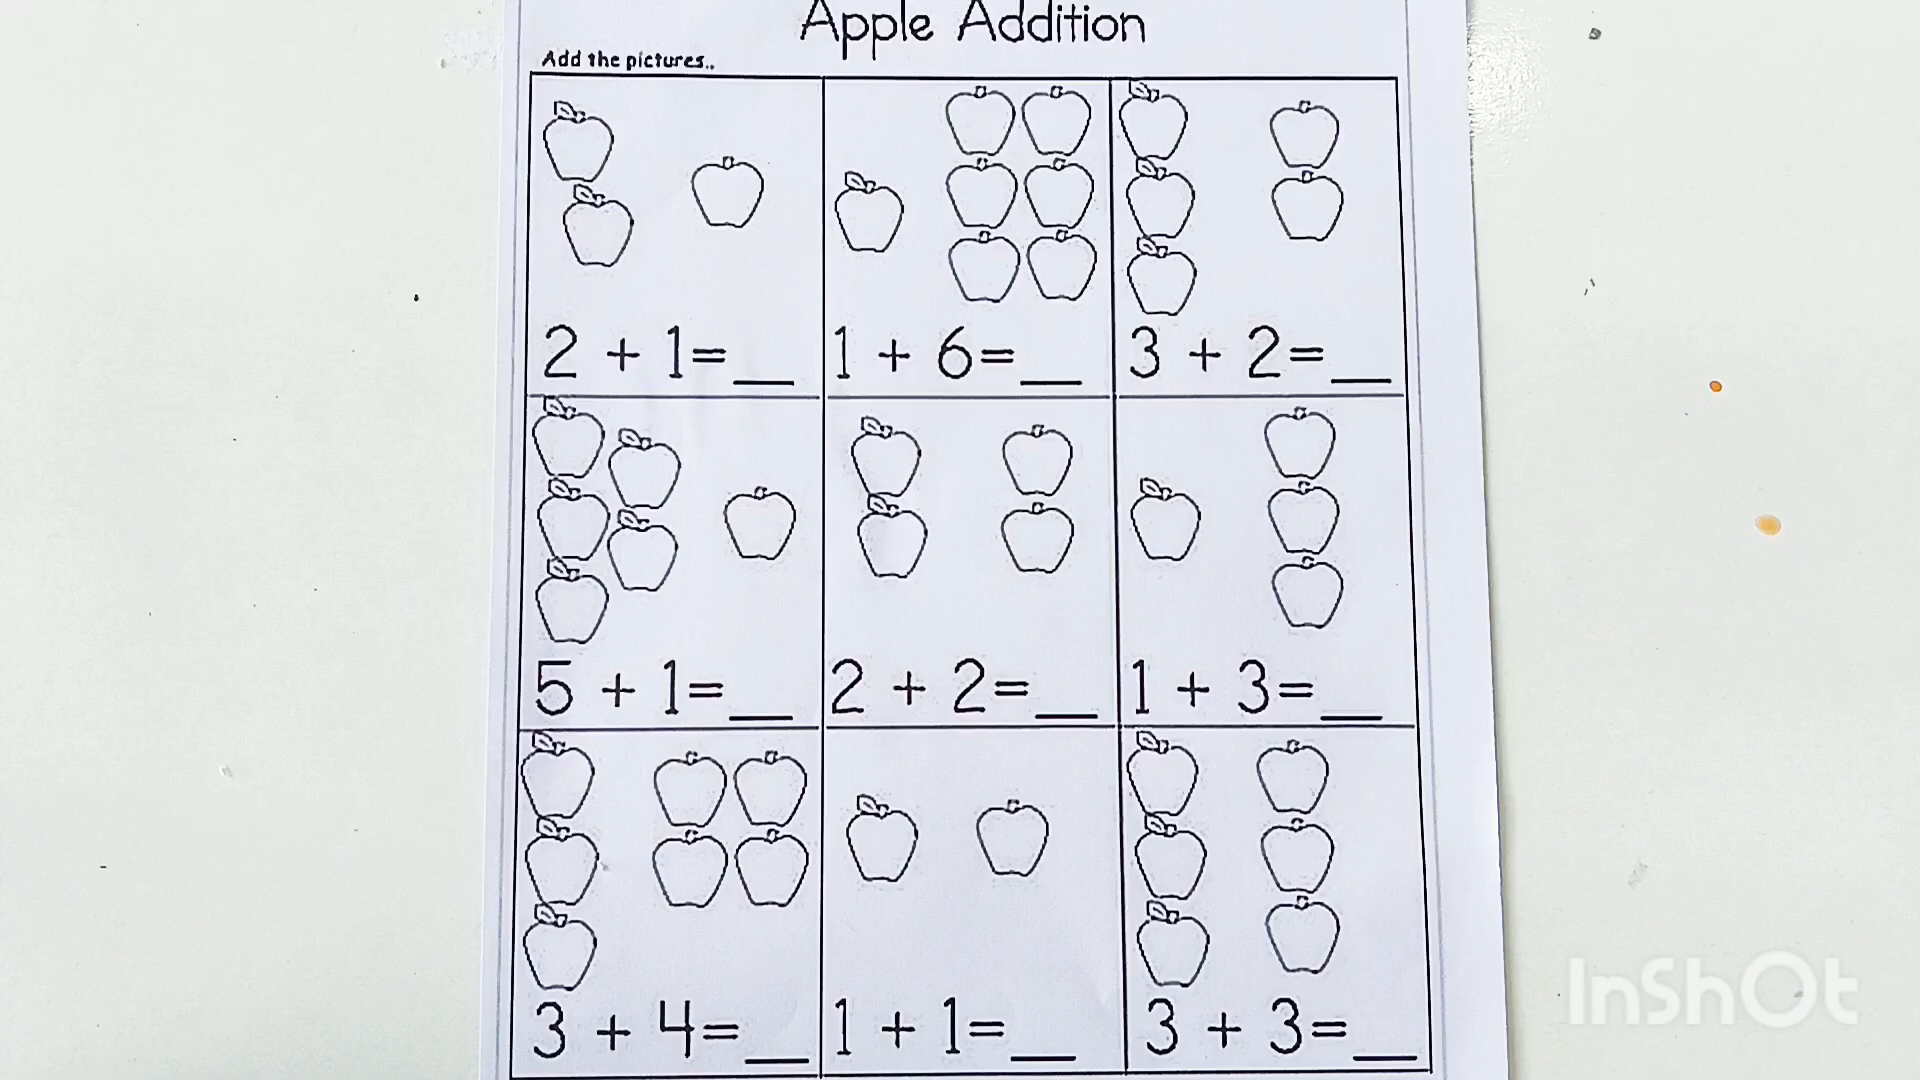 Apple Addition
Add the pictures..
2 + 1=__
1 + 6=__
3 + 2=__
5 + 1=__
2 + 2=__
1 + 3=__
3 + 4=__
1 + 1=__
3 + 3=__
InShOt